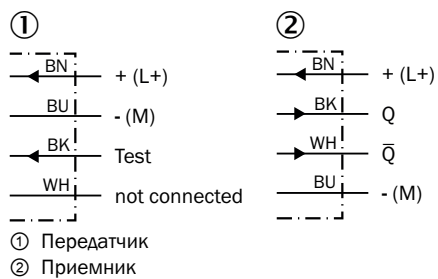 ①
BN + (L+)
BU - (M)
BK Test
WH not connected
②
BN + (L+)
BK Q
WH Q̅
BU - (M)
① Передатчик
② Приемник